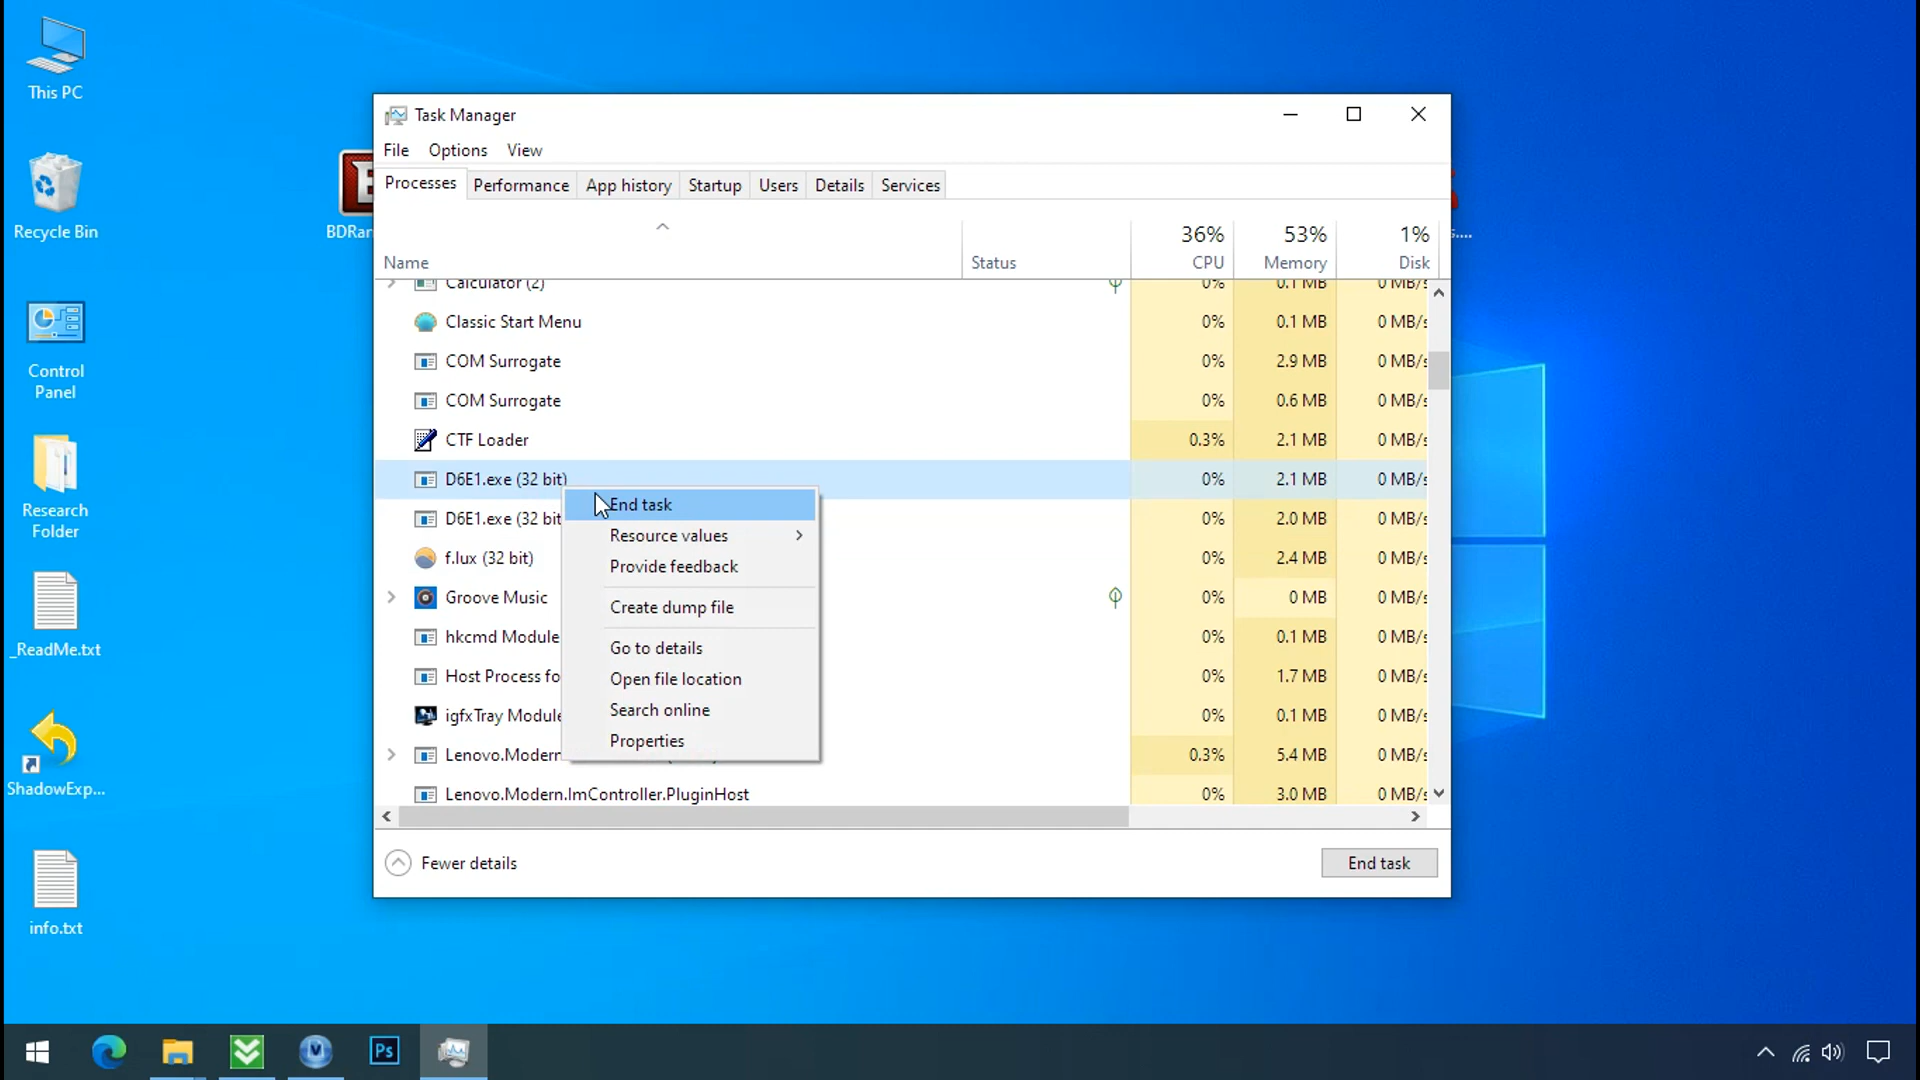 This PC
Recycle Bin
Control
Panel
Research
Folder
_ReadMe.txt
ShadowExp...
info.txt
BDRan
Task Manager
File Options View
Processes Performance App history Startup Users Details Services
36% 53% 1%
Name Status CPU Memory Disk
Calculator (2) 0% 0.1 MB 0 MB/s
Classic Start Menu 0% 0.1 MB 0 MB/s
COM Surrogate 0% 2.9 MB 0 MB/s
COM Surrogate 0% 0.6 MB 0 MB/s
CTF Loader 0.3% 2.1 MB 0 MB/s
D6E1.exe (32 bit) 0% 2.1 MB 0 MB/s
D6E1.exe (32 bit 0% 2.0 MB 0 MB/s
f.lux (32 bit) 0% 2.4 MB 0 MB/s
Groove Music 0% 0 MB 0 MB/s
hkcmd Module 0% 0.1 MB 0 MB/s
Host Process fo 0% 1.7 MB 0 MB/s
igfxTray Module 0% 0.1 MB 0 MB/s
Lenovo.Modern 0.3% 5.4 MB 0 MB/s
Lenovo.Modern.ImController.PluginHost 0% 3.0 MB 0 MB/s
End task
Resource values
Provide feedback
Create dump file
Go to details
Open file location
Search online
Properties
Fewer details End task
Ps